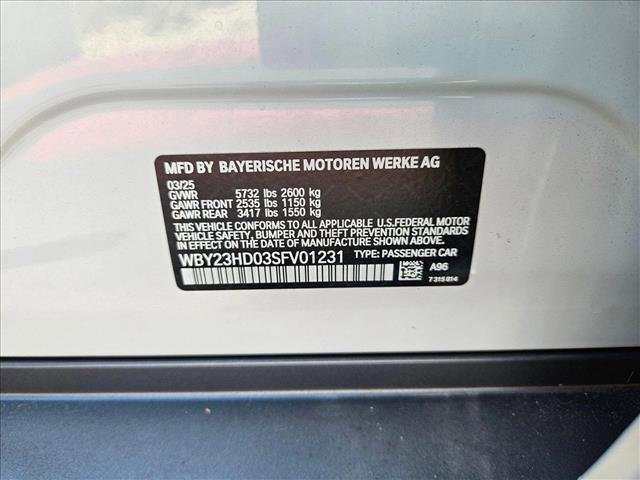 MFD BY BAYERISCHE MOTOREN WERKE AG
03/25
GVWR 5732 lbs 2600 kg
GAWR FRONT 2535 lbs 1150 kg
GAWR REAR 3417 lbs 1550 kg
THIS VEHICLE CONFORMS TO ALL APPLICABLE U.S.FEDERAL MOTOR
VEHICLE SAFETY, BUMPER, AND THEFT PREVENTION STANDARDS
IN EFFECT ON THE DATE OF MANUFACTURE SHOWN ABOVE.
WBY23HD03SFV01231 TYPE: PASSENGER CAR
A96
7 315 814